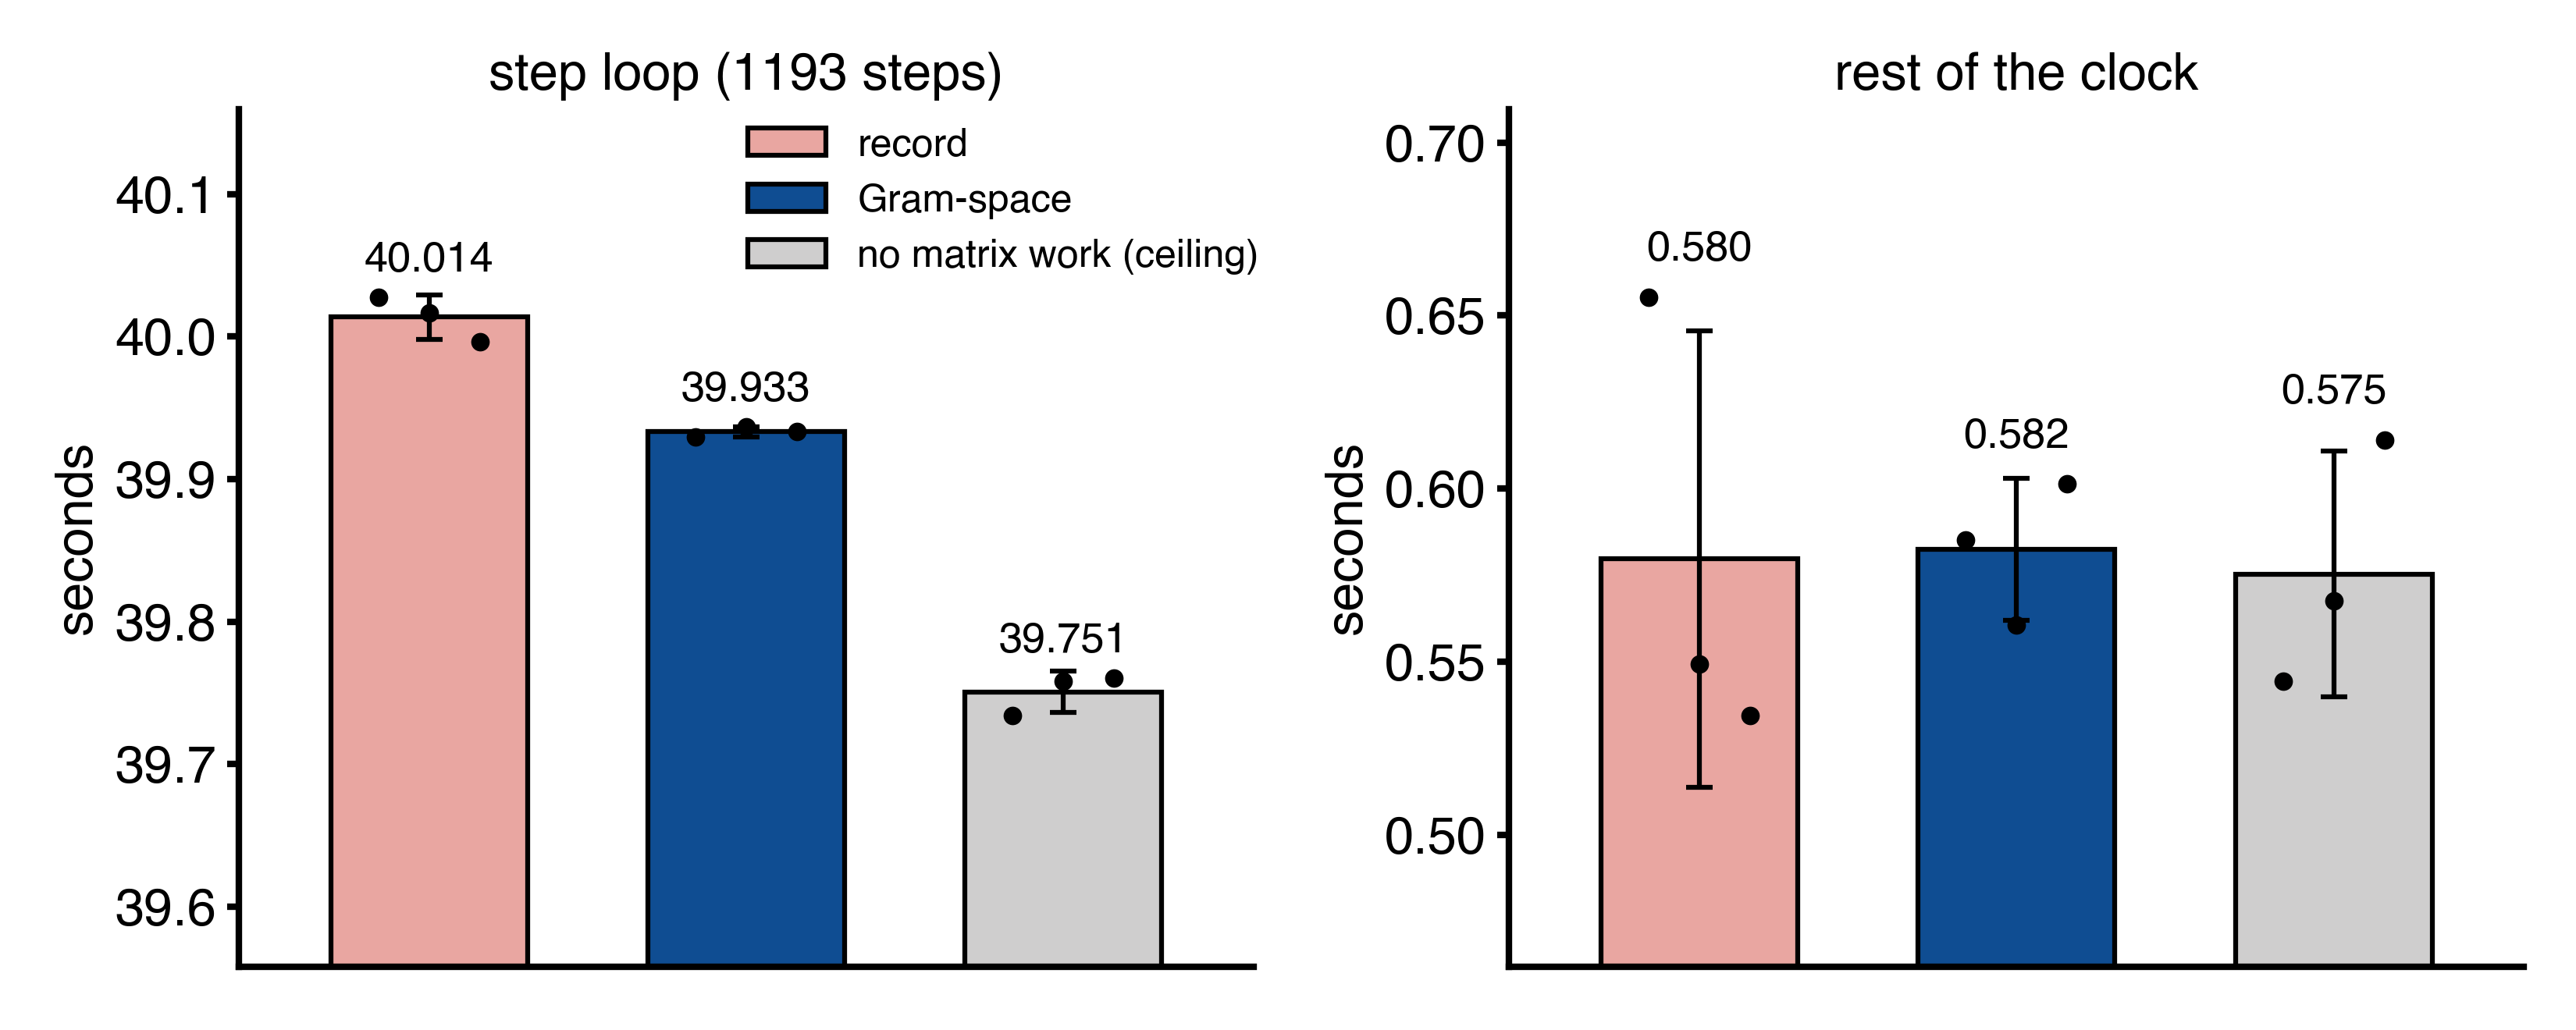 step loop (1193 steps)
record
Gram-space
no matrix work (ceiling)
seconds
40.1
40.0
39.9
39.8
39.7
39.6
40.014
39.933
39.751
rest of the clock
seconds
0.70
0.65
0.60
0.55
0.50
0.580
0.582
0.575